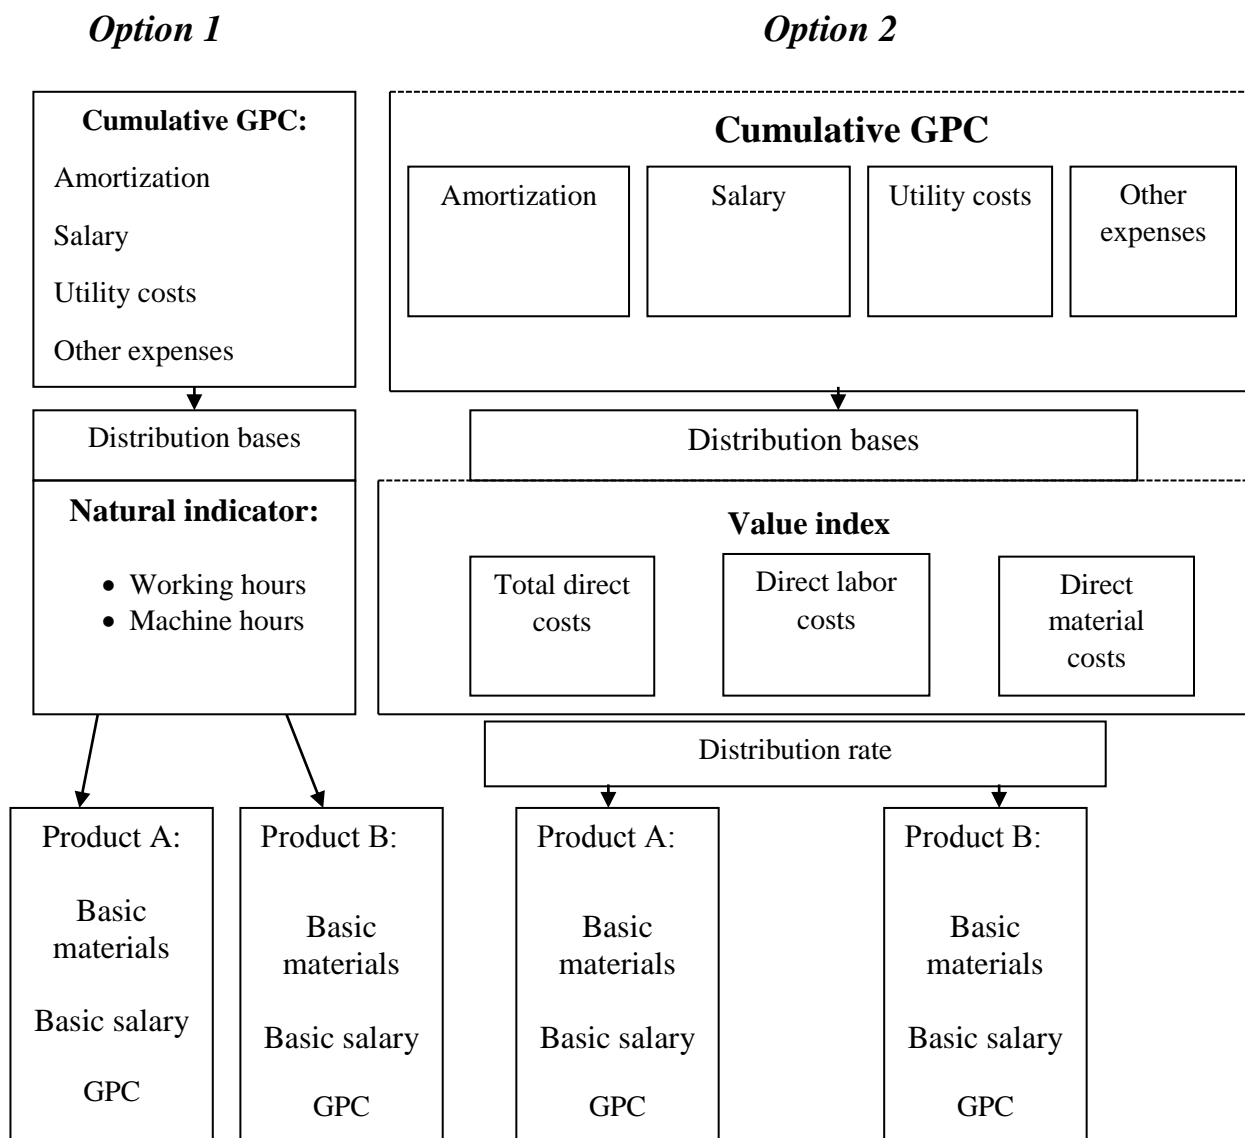 Option 1
Option 2
Cumulative GPC:
Amortization
Salary
Utility costs
Other expenses
Cumulative GPC
Amortization
Salary
Utility costs
Other
expenses
Distribution bases
Distribution bases
Natural indicator:
• Working hours
• Machine hours
Value index
Total direct
costs
Direct labor
costs
Direct
material
costs
Distribution rate
Product A:
Basic
materials
Basic salary
GPC
Product B:
Basic
materials
Basic salary
GPC
Product A:
Basic
materials
Basic salary
GPC
Product B:
Basic
materials
Basic salary
GPC